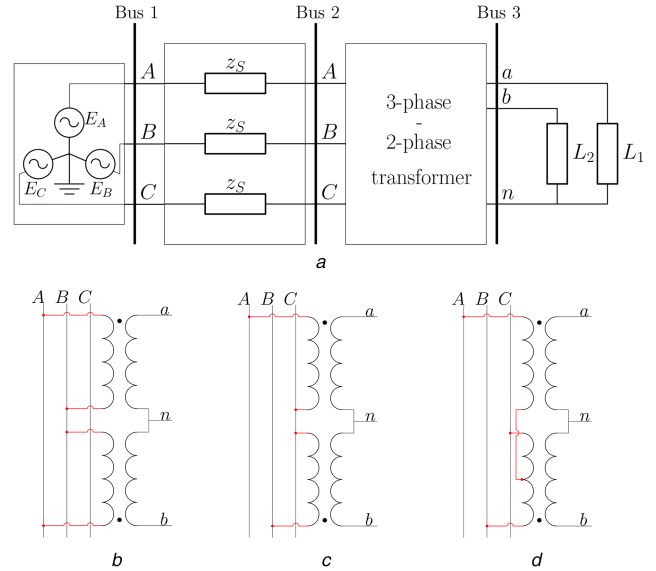 Bus 1 Bus 2 Bus 3
A z_S A a
E_A 3-phase b
B z_S B -
2-phase L_2 L_1
E_C E_B transformer
C z_S C n
a
A B C a n b
A B C a n b
A B C a n b
b c d